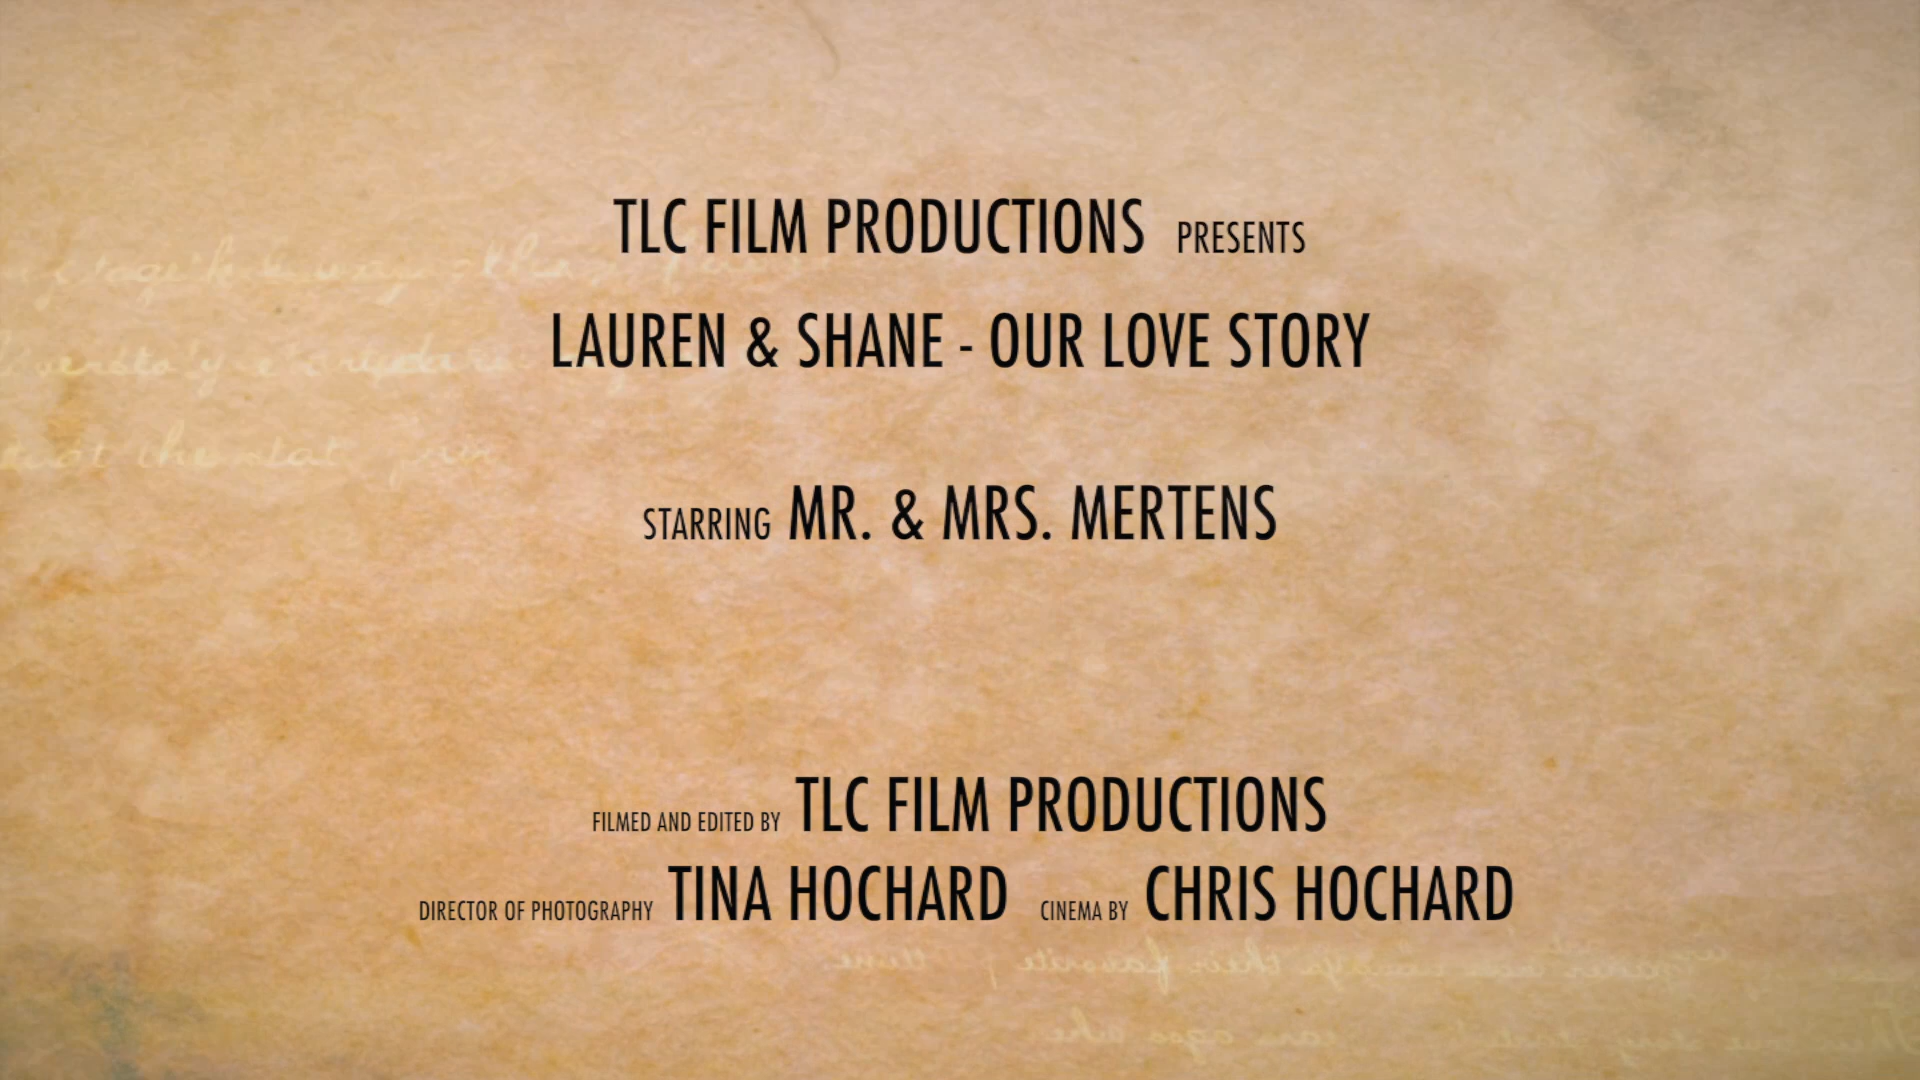 TLC FILM PRODUCTIONS PRESENTS
LAUREN & SHANE - OUR LOVE STORY
STARRING MR. & MRS. MERTENS
FILMED AND EDITED BY TLC FILM PRODUCTIONS
DIRECTOR OF PHOTOGRAPHY TINA HOCHARD CINEMA BY CHRIS HOCHARD